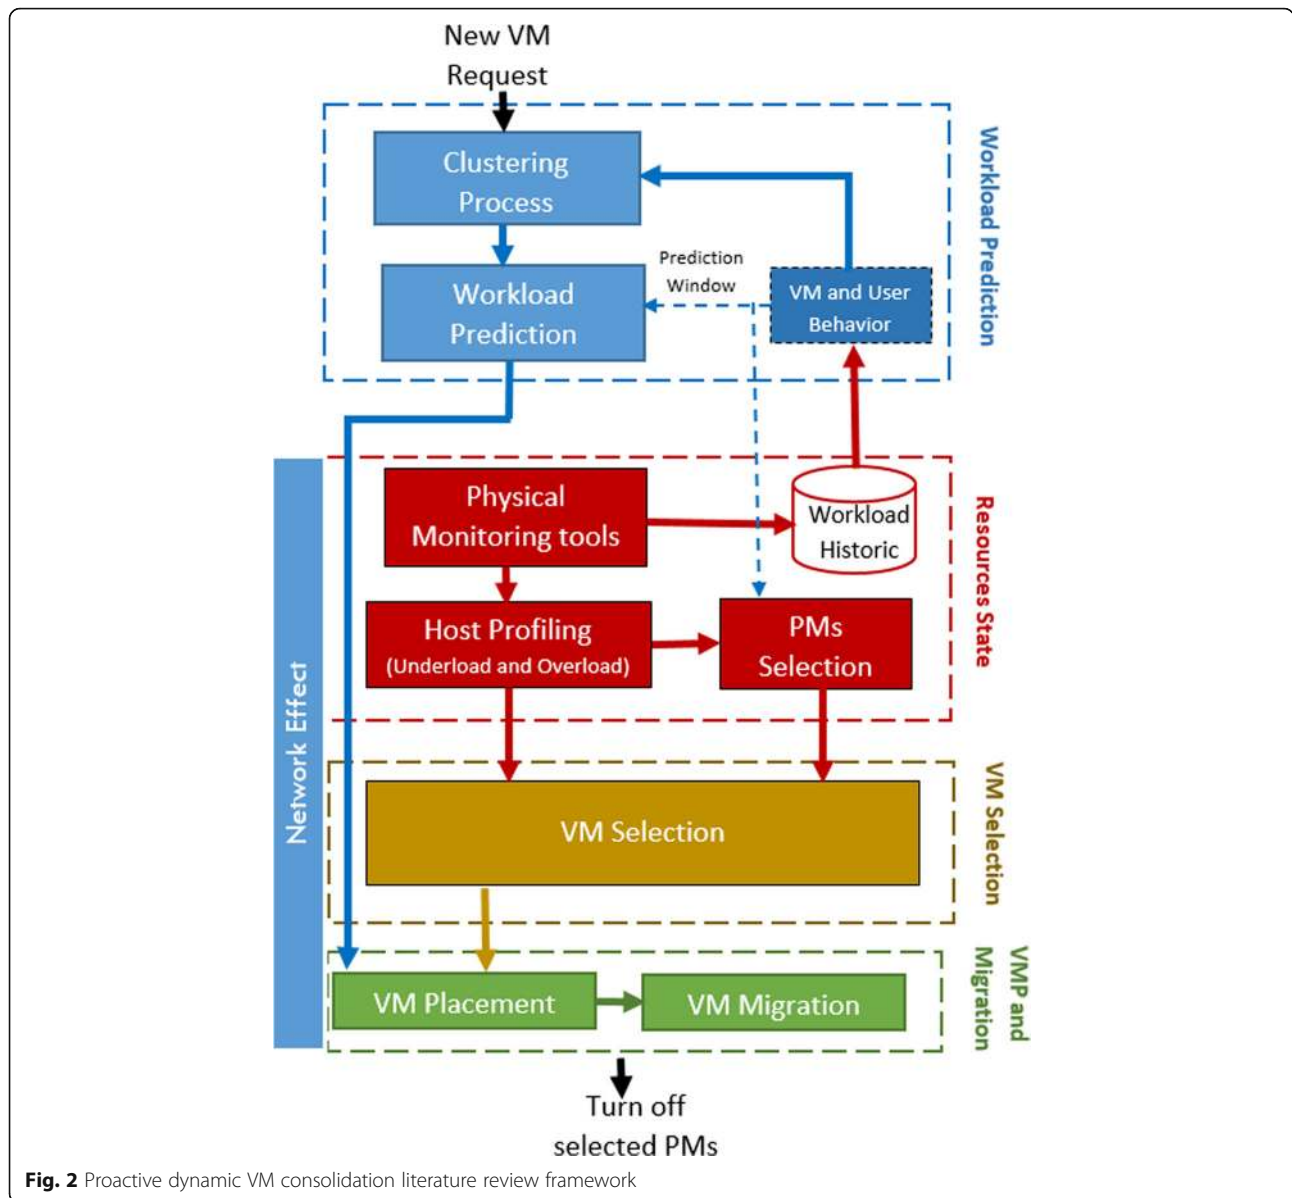 New VM
Request
Clustering
Process
Workload Prediction
Prediction
Window
Workload
Prediction
VM and User
Behavior
Physical
Monitoring tools
Workload
Historic
Resources State
Host Profiling
(Underload and Overload)
PMs
Selection
Network Effect
VM Selection
VM Selection
VM Placement
VM Migration
VMP and
Migration
Turn off
selected PMs
Fig. 2 Proactive dynamic VM consolidation literature review framework